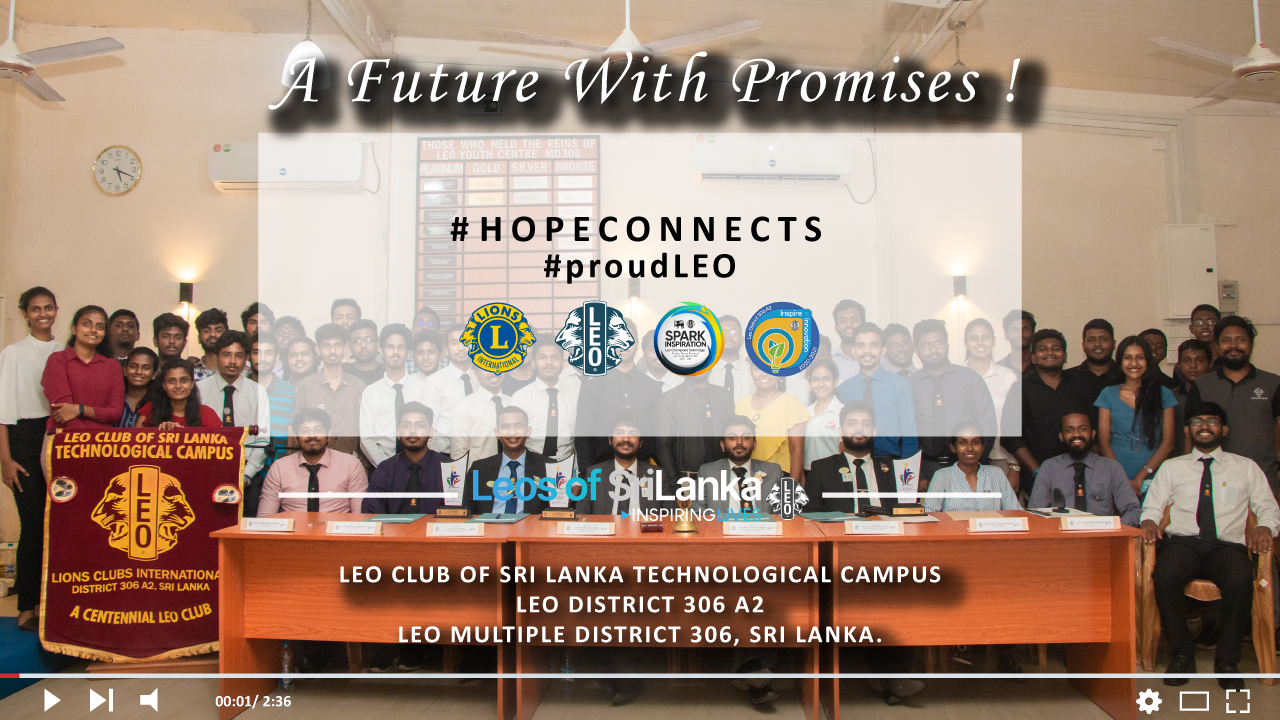 A Future With Promises !
THOSE WHO HELD THE REINS OF
LEO YOUTH CENTRE MD306
PLATINUM GOLD SILVER BRONZE
#HOPECONNECTS
#proudLEO
LIONS
L
INTERNATIONAL
LEO
SPARK
INSPIRATION
Inspire
innovation
LEO CLUB OF SRI LANKA
TECHNOLOGICAL CAMPUS
LEO
LIONS CLUBS INTERNATIONA
DISTRICT 306 A2, SRI LANKA
A CENTENNIAL LEO CLUB
Leos of SriLanka
LEO
INSPIRING LIVES
LEO CLUB OF SRI LANKA TECHNOLOGICAL CAMPUS
LEO DISTRICT 306 A2
LEO MULTIPLE DISTRICT 306, SRI LANKA.
00:01/ 2:36